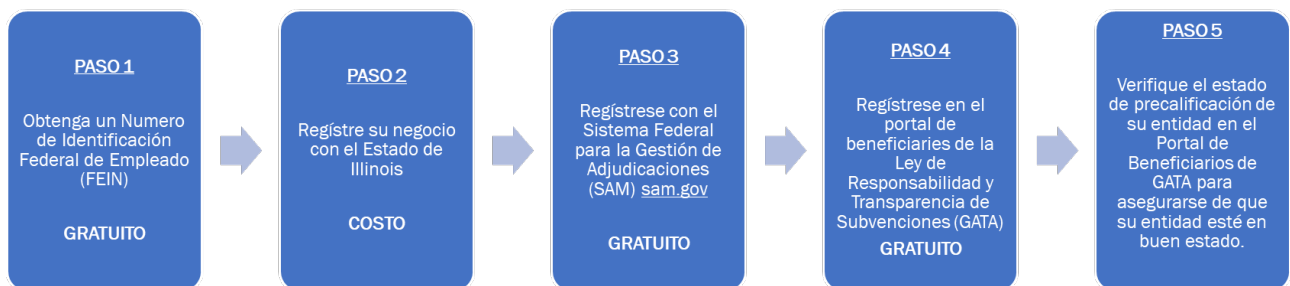 PASO 1
Obtenga un Numero
de Identificación
Federal de Empleado
(FEIN)
GRATUITO
PASO 2
Regístre su negocio
con el Estado de
Illinois
COSTO
PASO 3
Regístrese con el
Sistema Federal
para la Gestión de
Adjudicaciones
(SAM) sam.gov
GRATUITO
PASO 4
Regístrese en el
portal de
beneficiaries de la
Ley de
Responsabilidad y
Transparencia de
Subvenciones (GATA)
GRATUITO
PASO 5
Verifique el estado
de precalificación de
su entidad en el
Portal de
Beneficiarios de
GATA para
asegurarse de que
su entidad esté en
buen estado.